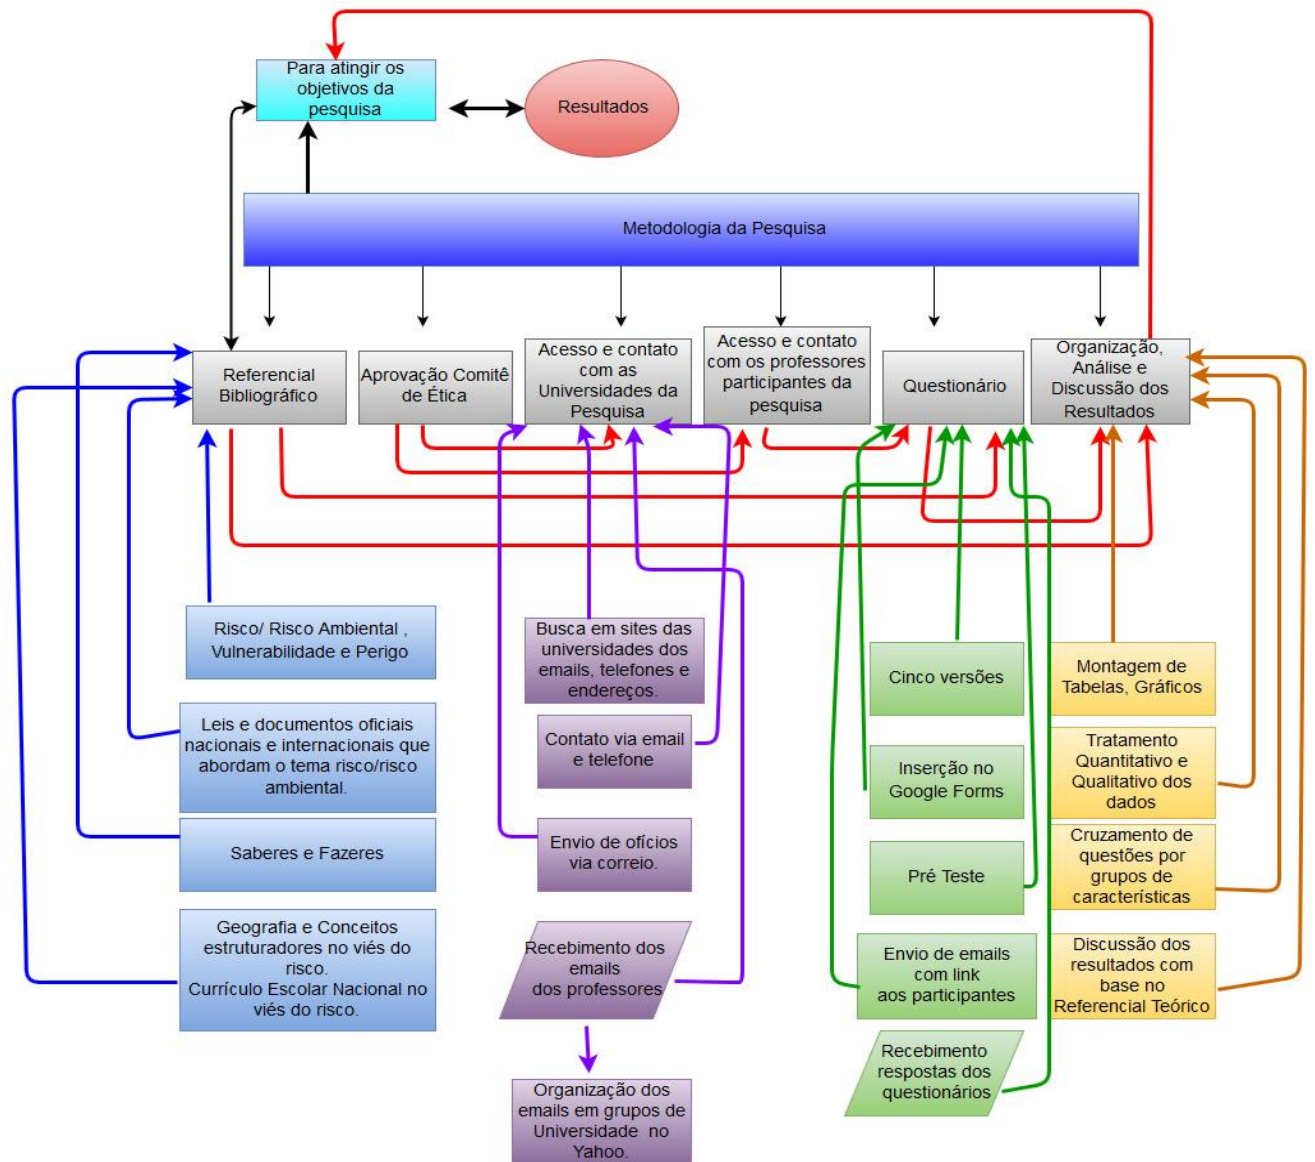 Para atingir os
objetivos da
pesquisa
Resultados
Metodologia da Pesquisa
Referencial
Bibliográfico
Aprovação Comitê
de Ética
Acesso e contato
com as
Universidades da
Pesquisa
Acesso e contato
com os professores
participantes da
pesquisa
Questionário
Organização,
Análise e
Discussão dos
Resultados
Risco/ Risco Ambiental ,
Vulnerabilidade e Perigo
Leis e documentos oficiais
nacionais e internacionais que
abordam o tema risco/risco
ambiental.
Saberes e Fazeres
Geografia e Conceitos
estruturadores no viés do
risco.
Currículo Escolar Nacional no
viés do risco.
Busca em sites das
universidades dos
emails, telefones e
endereços.
Contato via email
e telefone
Envio de ofícios
via correio.
Recebimento dos
emails
dos professores
Organização dos
emails em grupos de
Universidade no
Yahoo.
Cinco versões
Inserção no
Google Forms
Pré Teste
Envio de emails
com link
aos participantes
Recebimento
respostas dos
questionários
Montagem de
Tabelas, Gráficos
Tratamento
Quantitativo e
Qualitativo dos
dados
Cruzamento de
questões por
grupos de
características
Discussão dos
resultados com
base no
Referencial Teórico